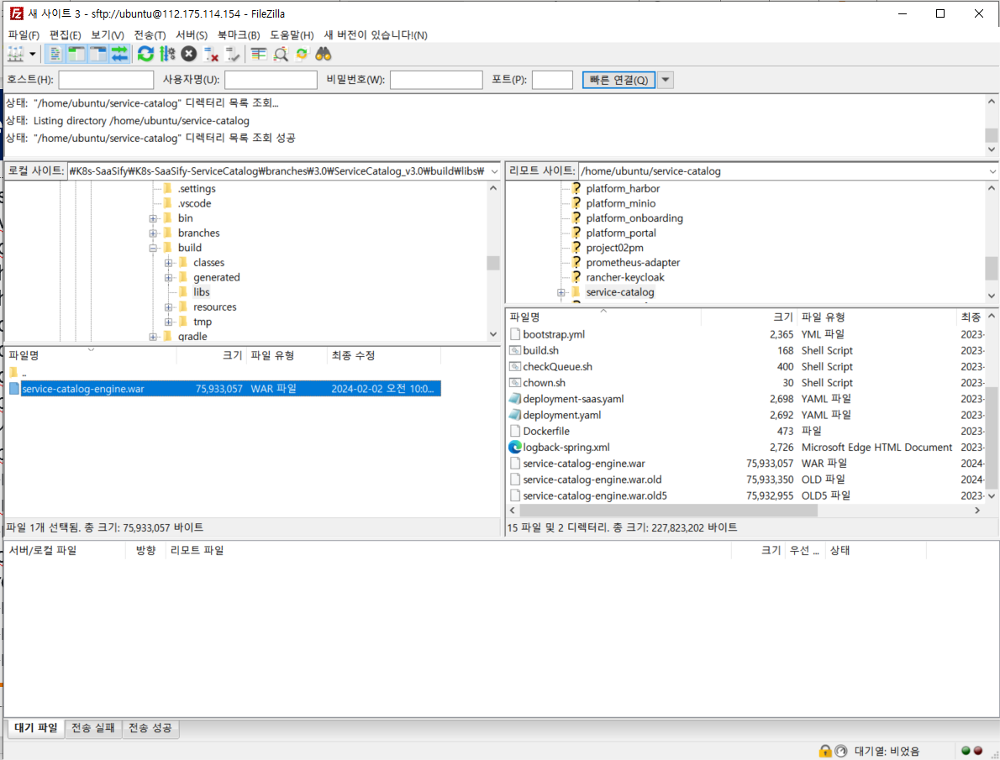 새 사이트 3 - sftp://ubuntu@112.175.114.154 - FileZilla
파일(F) 편집(E) 보기(V) 전송(T) 서버(S) 북마크(B) 도움말(H) 새 버전이 있습니다!(N)
호스트(H): 사용자명(U): 비밀번호(W): 포트(P): 빠른 연결(Q)
상태: "/home/ubuntu/service-catalog" 디렉터리 목록 조회...
상태: Listing directory /home/ubuntu/service-catalog
상태: "/home/ubuntu/service-catalog" 디렉터리 목록 조회 성공
로컬 사이트: ₩K8s-SaaSify₩K8s-SaaSify-ServiceCatalog₩branches₩3.0₩ServiceCatalog_v3.0₩build₩libs₩
.settings
.vscode
bin
branches
build
classes
generated
libs
resources
tmp
gradle
파일명 크기 파일 유형 최종 수정
..
service-catalog-engine.war 75,933,057 WAR 파일 2024-02-02 오전 10:0...
파일 1개 선택됨. 총 크기: 75,933,057 바이트
리모트 사이트: /home/ubuntu/service-catalog
platform_harbor
platform_minio
platform_onboarding
platform_portal
project02pm
prometheus-adapter
rancher-keycloak
service-catalog
파일명 크기 파일 유형 최종
bootstrap.yml 2,365 YML 파일 2023-
build.sh 168 Shell Script 2023-
checkQueue.sh 400 Shell Script 2023-
chown.sh 30 Shell Script 2023-
deployment-saas.yaml 2,698 YAML 파일 2023-
deployment.yaml 2,692 YAML 파일 2023-
Dockerfile 473 파일 2023-
logback-spring.xml 2,726 Microsoft Edge HTML Document 2023-
service-catalog-engine.war 75,933,057 WAR 파일 2024-
service-catalog-engine.war.old 75,933,350 OLD 파일 2024-
service-catalog-engine.war.old5 75,932,955 OLD5 파일 2023-
15 파일 및 2 디렉터리. 총 크기: 227,823,202 바이트
서버/로컬 파일 방향 리모트 파일 크기 우선 ... 상태
대기 파일 전송 실패 전송 성공
대기열: 비었음